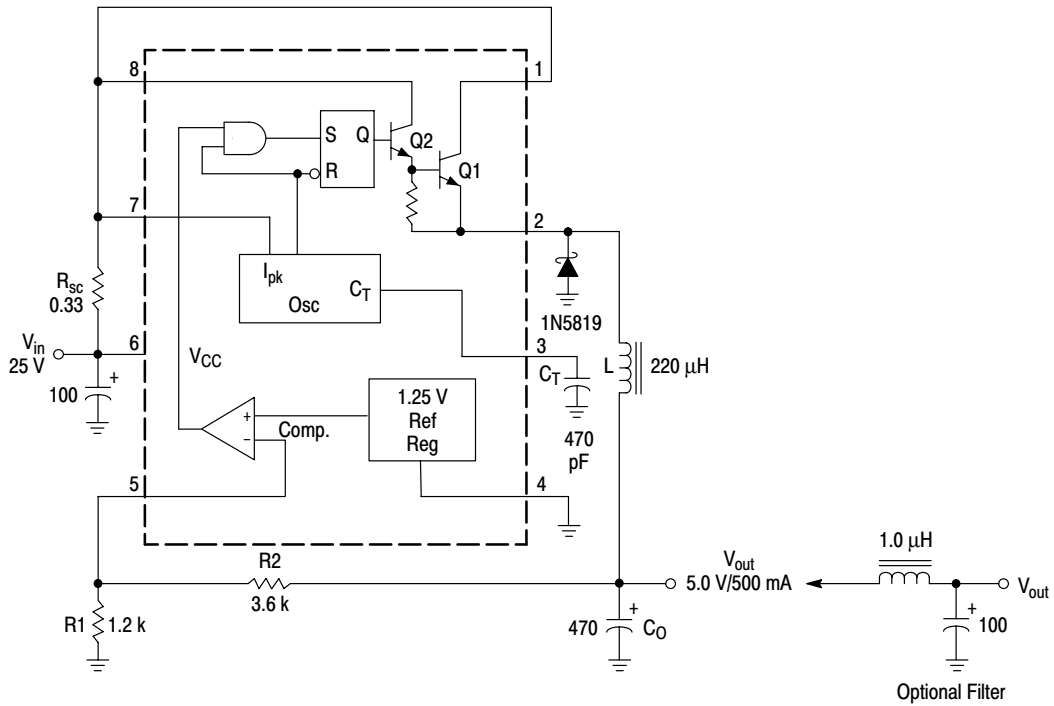 8
1
S Q
Q2
R
Q1
7
2
Rsc
0.33
Ipk
CT
Osc
1N5819
Vin
25 V
6
VCC
3
CT
L
220 μH
100
+
1.25 V
Ref
Reg
+
−
Comp.
470
pF
5
4
R2
3.6 k
Vout
5.0 V/500 mA
1.0 μH
Vout
R1
1.2 k
470
+
CO
+
100
Optional Filter